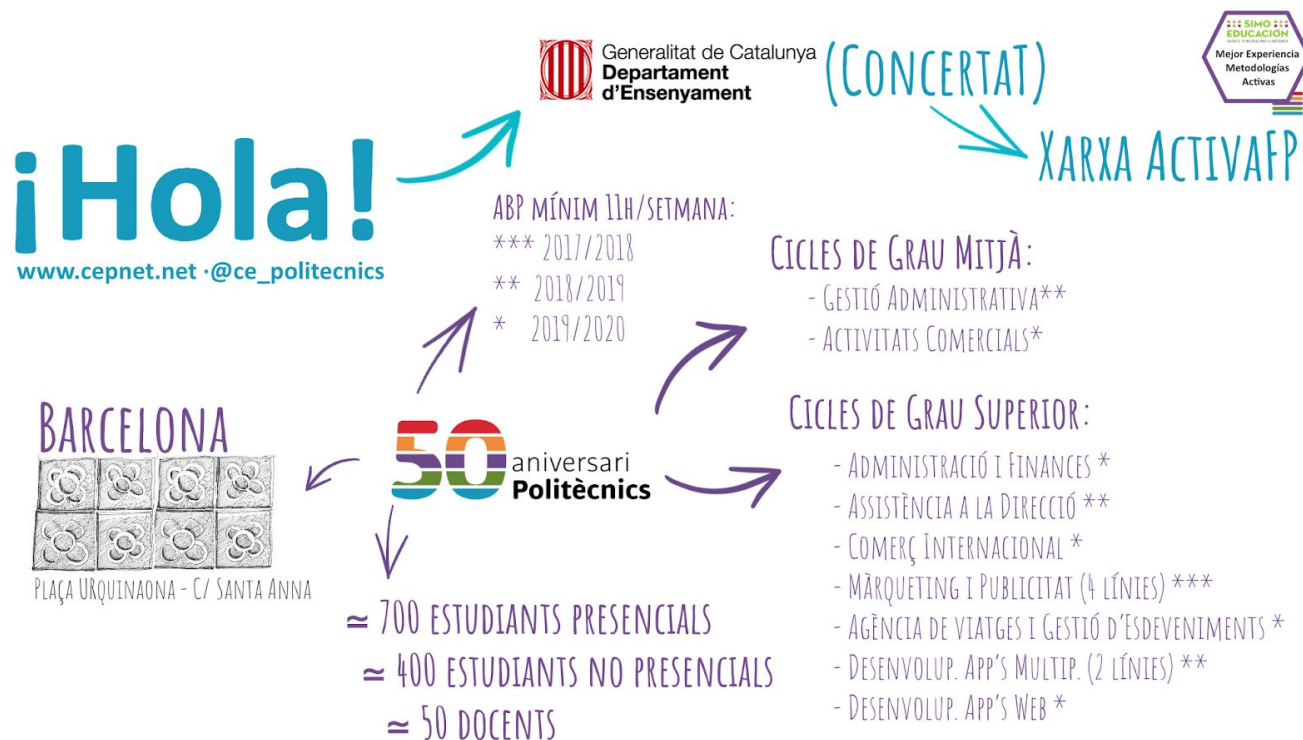 ¡Hola!
www.cepnet.net ·@ce_politecnics
Generalitat de Catalunya
Departament
d'Ensenyament
(CONCERTAT)
XARXA ACTIVAFP
SIMO
EDUCACIÓN
Mejor Experiencia
Metodologías
Activas
ABP MÍNIM 11H/SETMANA:
*** 2017/2018
** 2018/2019
* 2019/2020
CICLES DE GRAU MITJÀ:
- GESTIÓ ADMINISTRATIVA**
- ACTIVITATS COMERCIALS*
BARCELONA
PLAÇA URQUINAONA - C/ SANTA ANNA
50 aniversari
Politècnics
CICLES DE GRAU SUPERIOR:
- ADMINISTRACIÓ I FINANCES *
- ASSISTÈNCIA A LA DIRECCIÓ **
- COMERÇ INTERNACIONAL *
- MÀRQUETING I PUBLICITAT (4 LÍNIES) ***
- AGÈNCIA DE VIATGES I GESTIÓ D'ESDEVENIMENTS *
- DESENVOLUP. APP'S MULTIP. (2 LÍNIES) **
- DESENVOLUP. APP'S WEB *
≃ 700 ESTUDIANTS PRESENCIALS
≃ 400 ESTUDIANTS NO PRESENCIALS
≃ 50 DOCENTS